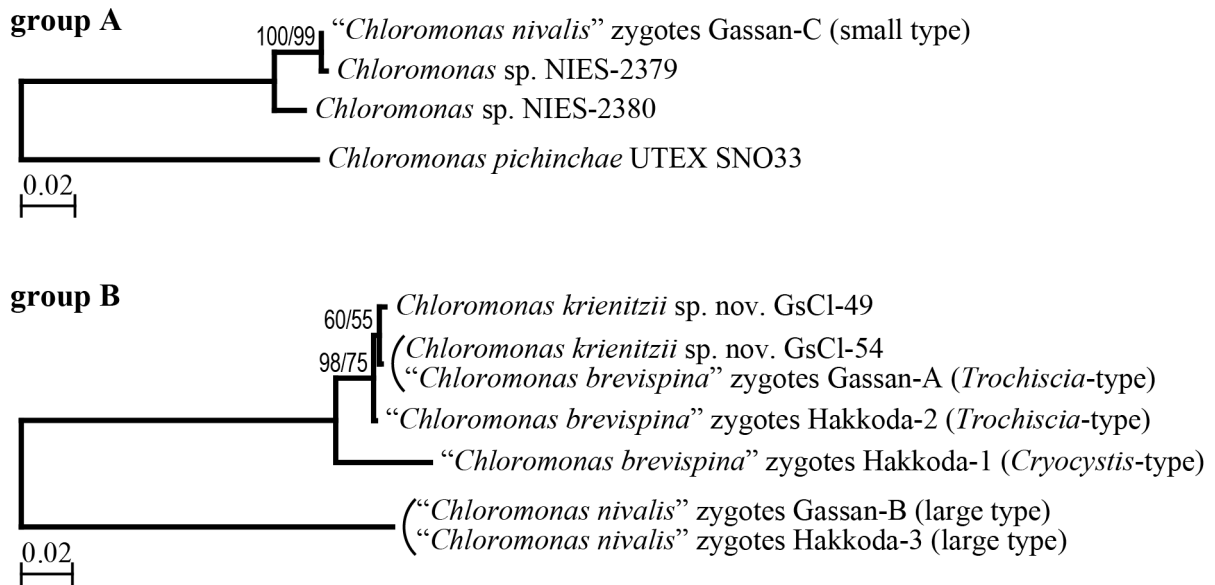 group A
"Chloromonas nivalis" zygotes Gassan-C (small type)
100/99
Chloromonas sp. NIES-2379
Chloromonas sp. NIES-2380
Chloromonas pichinchae UTEX SNO33
0.02
group B
Chloromonas krienitzii sp. nov. GsCl-49
60/55
Chloromonas krienitzii sp. nov. GsCl-54
98/75
"Chloromonas brevispina" zygotes Gassan-A (Trochiscia-type)
"Chloromonas brevispina" zygotes Hakkoda-2 (Trochiscia-type)
"Chloromonas brevispina" zygotes Hakkoda-1 (Cryocystis-type)
"Chloromonas nivalis" zygotes Gassan-B (large type)
"Chloromonas nivalis" zygotes Hakkoda-3 (large type)
0.02